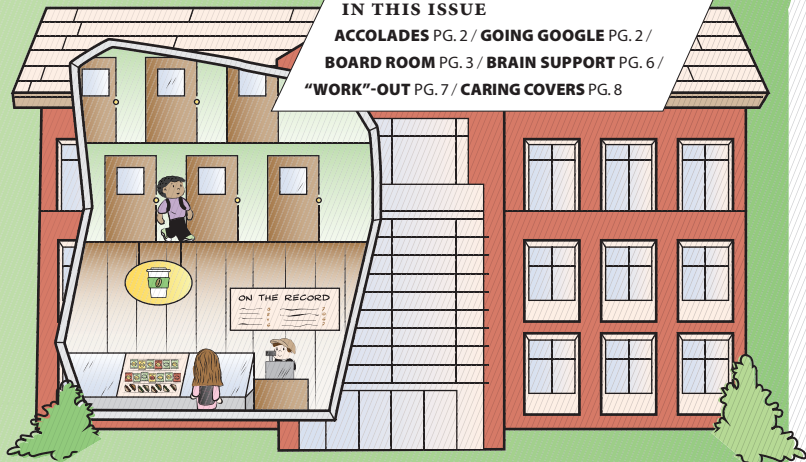 IN THIS ISSUE
ACCOLADES PG. 2 / GOING GOOGLE PG. 2 /
BOARD ROOM PG. 3 / BRAIN SUPPORT PG. 6 /
“WORK”-OUT PG. 7 / CARING COVERS PG. 8
ON THE RECORD